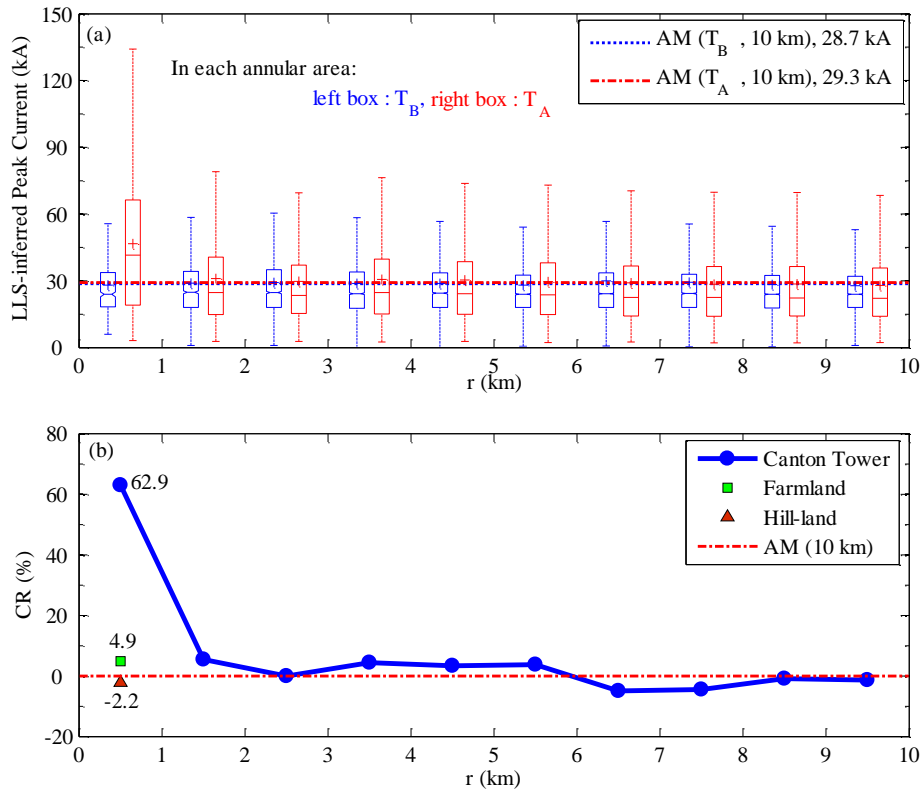 (a)
AM (T_B , 10 km), 28.7 kA
AM (T_A , 10 km), 29.3 kA
In each annular area:
left box : T_B, right box : T_A
LLS-inferred Peak Current (kA)
150
120
90
60
30
0
0 1 2 3 4 5 6 7 8 9 10
r (km)
(b)
Canton Tower
Farmland
Hill-land
AM (10 km)
62.9
4.9
-2.2
CR (%)
80
60
40
20
0
-20
0 1 2 3 4 5 6 7 8 9 10
r (km)